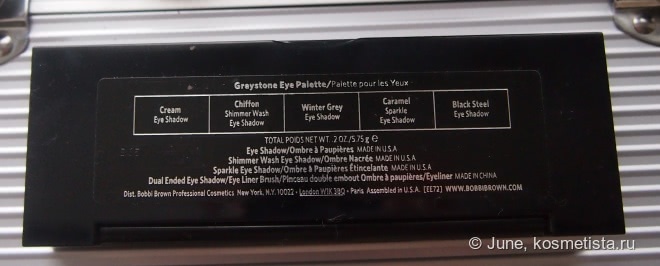 Greystone Eye Palette/Palette pour les Yeux
Cream
Eye Shadow
Chiffon
Shimmer Wash
Eye Shadow
Winter Grey
Eye Shadow
Caramel
Sparkle
Eye Shadow
Black Steel
Eye Shadow
TOTAL POIDS NET WT. .2 OZ./5.75 g ℮
Eye Shadow/Ombre à Paupières MADE IN U.S.A
Shimmer Wash Eye Shadow/Ombre Nacrée MADE IN U.S.A
Sparkle Eye Shadow/Ombre à Paupières Étincelante MADE IN U.S.A
Dual Ended Eye Shadow/Eye Liner Brush/Pinceau double embout Ombre à paupières/Eyeliner MADE IN CHINA
Dist. Bobbi Brown Professional Cosmetics New York, N.Y. 10022 - London W1K 3BQ - Paris Assembled in U.S.A. [EE72] WWW.BOBBIBROWN.COM
© June, kosmetista.ru